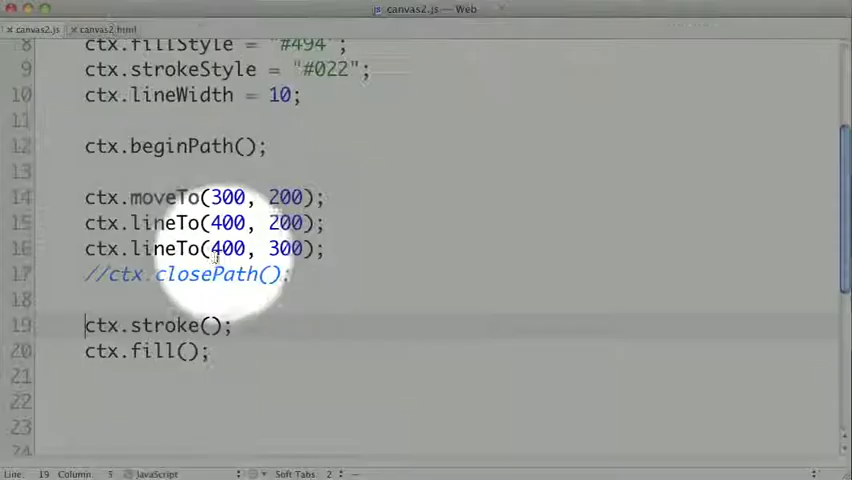 canvas2.js — Web
× canvas2.js × canvas2.html
8 ctx.fillStyle = "#494";
9 ctx.strokeStyle = "#022";
10 ctx.lineWidth = 10;
11
12 ctx.beginPath();
13
14 ctx.moveTo(300, 200);
15 ctx.lineTo(400, 200);
16 ctx.lineTo(400, 300);
17 //ctx.closePath();
18
19 ctx.stroke();
20 ctx.fill();
21
22
23
24
Line: 19 Column: 5 JavaScript Soft Tabs: 2 —